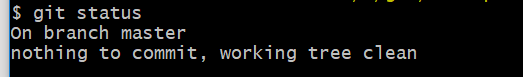 $ git status
On branch master
nothing to commit, working tree clean